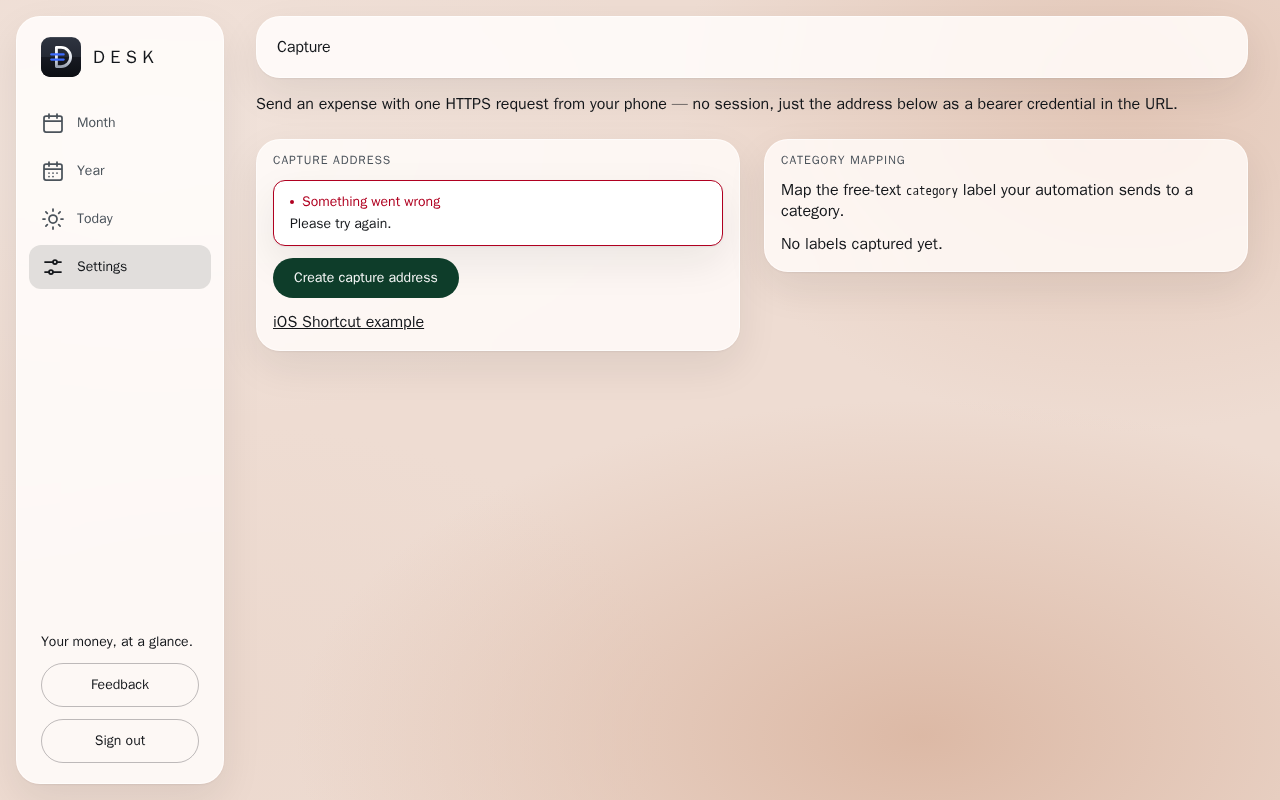 DESK
Month
Year
Today
Settings
Your money, at a glance.
Feedback
Sign out
Capture
Send an expense with one HTTPS request from your phone — no session, just the address below as a bearer credential in the URL.
CAPTURE ADDRESS
• Something went wrong
Please try again.
Create capture address
iOS Shortcut example
CATEGORY MAPPING
Map the free-text category label your automation sends to a
category.
No labels captured yet.